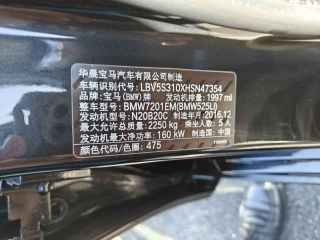 华晨宝马汽车有限公司制造
车辆识别代号：LBV5S310XHSN47354
品牌：宝马（BMW）牌 发动机排量：1997 ml
整车型号：BMW7201EM(BMW525Li)
发动机型号：N20B20C 制造年月：2016.12
最大允许总质量：2250 kg 乘坐人数：5人
发动机最大净功率：160 kW 制造国：中国
颜色代码/色圈：475